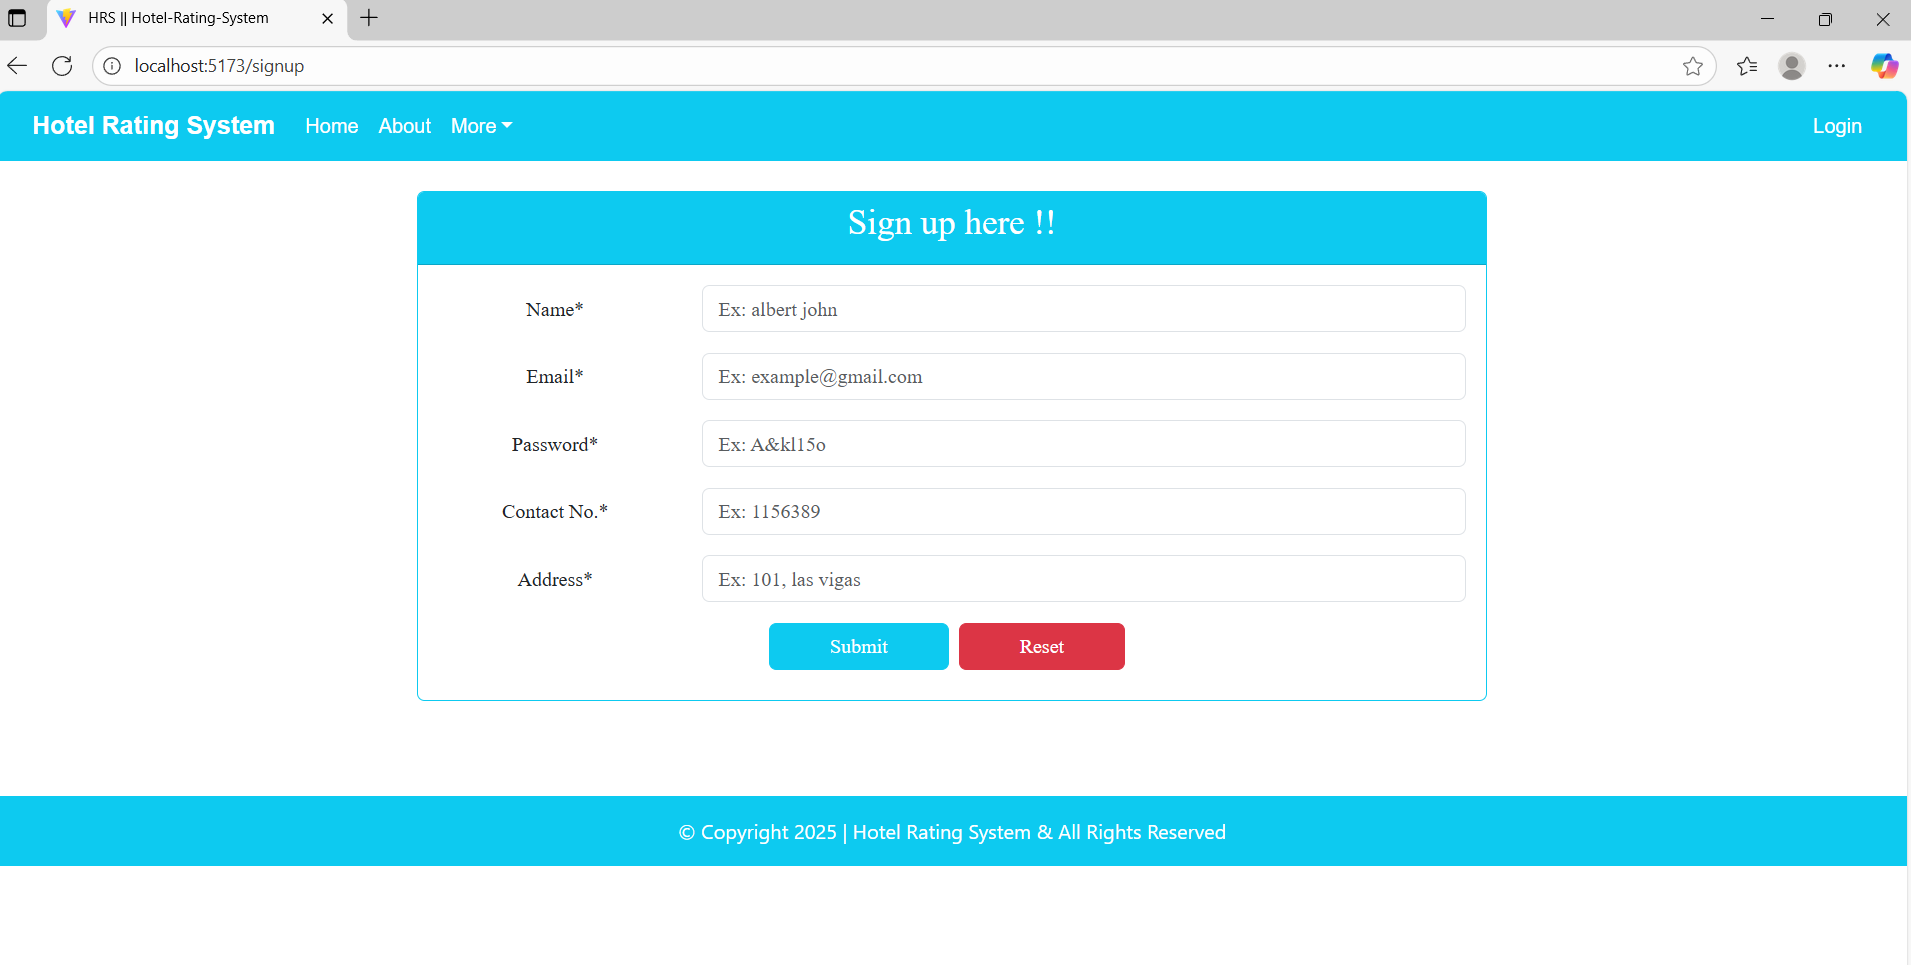 HRS || Hotel-Rating-System
localhost:5173/signup
Hotel Rating System Home About More Login
Sign up here !!
Name* Ex: albert john
Email* Ex: example@gmail.com
Password* Ex: A&kl15o
Contact No.* Ex: 1156389
Address* Ex: 101, las vigas
Submit Reset
© Copyright 2025 | Hotel Rating System & All Rights Reserved